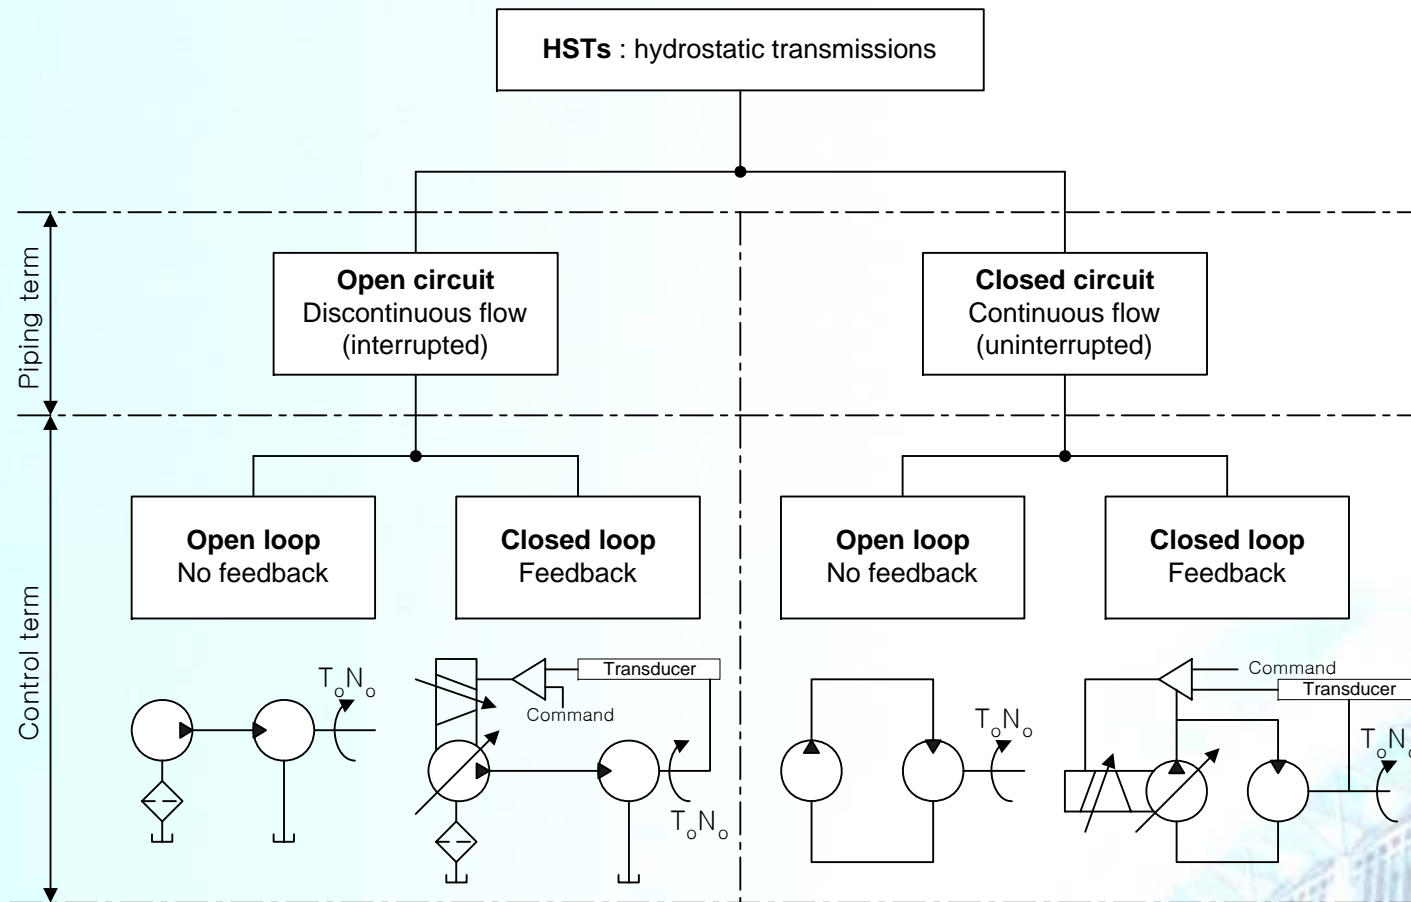 HSTs : hydrostatic transmissions
Piping term
Open circuit
Discontinuous flow
(interrupted)
Closed circuit
Continuous flow
(uninterrupted)
Control term
Open loop
No feedback
Closed loop
Feedback
Open loop
No feedback
Closed loop
Feedback
ToNo
Transducer
Command
ToNo
ToNo
Command
Transducer
ToNo